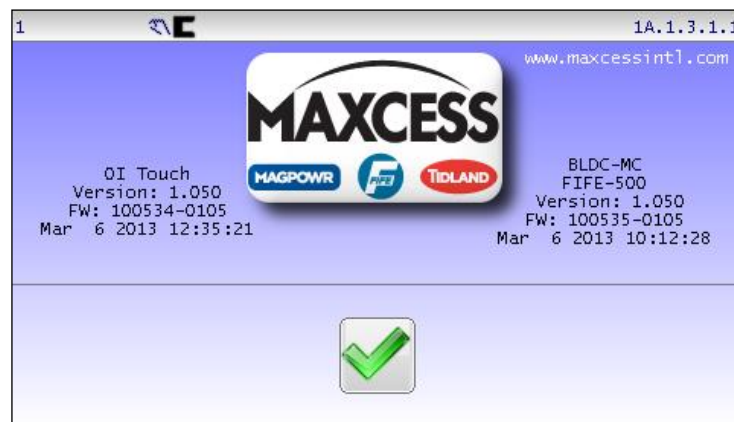 1
1A.1.3.1.1
www.maxcessintl.com
MAXCESS
MAGPOWR
FIFE
TIDLAND
OI Touch
Version: 1.050
FW: 100534-0105
Mar 6 2013 12:35:21
BLDC-MC
FIFE-500
Version: 1.050
FW: 100535-0105
Mar 6 2013 10:12:28